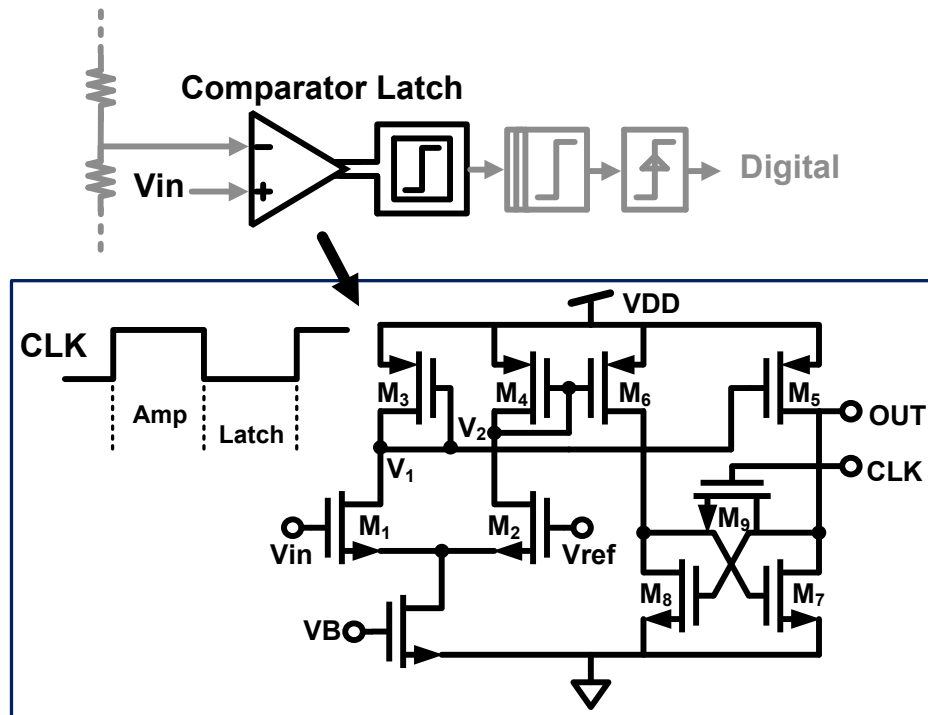 Comparator Latch
Vin
Digital
CLK
Amp
Latch
VDD
M3
M4
M6
M5
OUT
V2
V1
CLK
M9
M1
M2
Vin
Vref
M8
M7
VB